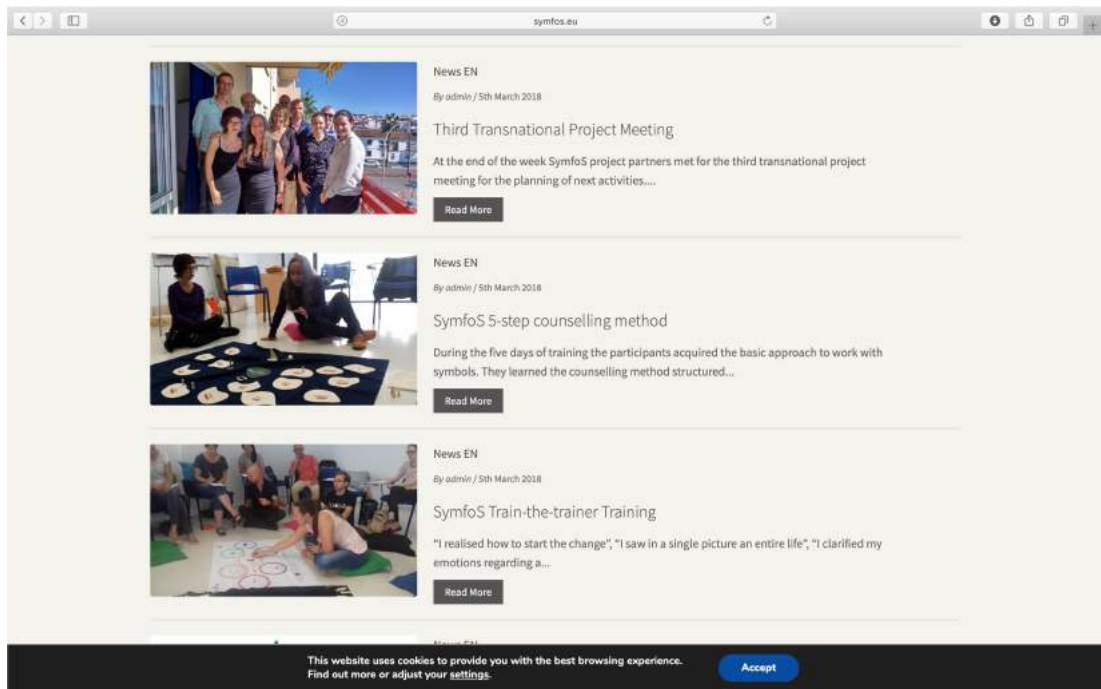 symfos.eu
News EN
By admin / 5th March 2018
Third Transnational Project Meeting
At the end of the week SymfoS project partners met for the third transnational project
meeting for the planning of next activities....
Read More
News EN
By admin / 5th March 2018
SymfoS 5-step counselling method
During the five days of training the participants acquired the basic approach to work with
symbols. They learned the counselling method structured...
Read More
News EN
By admin / 5th March 2018
SymfoS Train-the-trainer Training
“I realised how to start the change”, “I saw in a single picture an entire life”, “I clarified my
emotions regarding a...
Read More
News EN
This website uses cookies to provide you with the best browsing experience.
Find out more or adjust your settings.
Accept